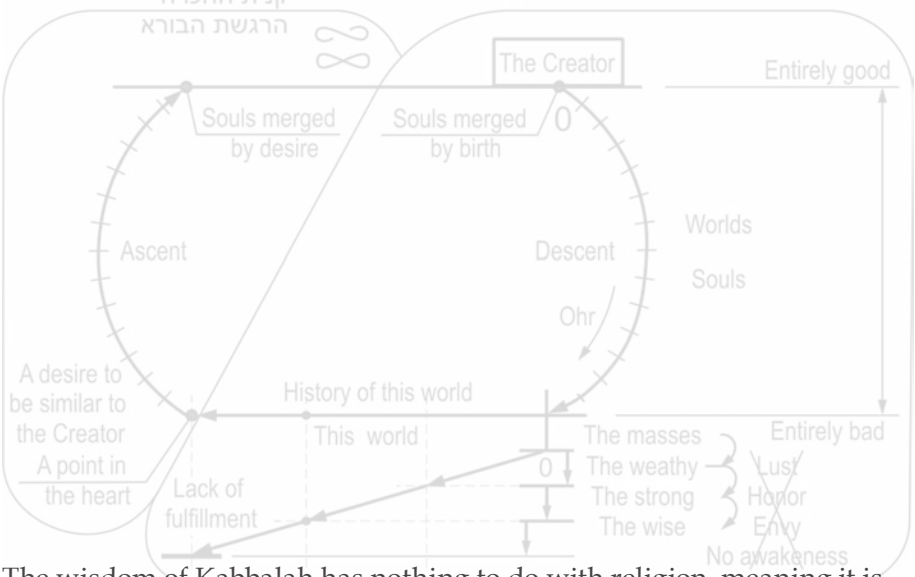 הרגשת הבורא
The Creator
Entirely good
Souls merged
by desire
Souls merged
by birth
0
Worlds
Souls
Ascent
Descent
Ohr
A desire to
be similar to
the Creator
A point in
the heart
History of this world
This world
Entirely bad
Lack of
fulfillment
0
The masses
The weathy
The strong
The wise
Lust
Honor
Envy
No awakeness
The wisdom of Kabbalah has nothing to do with religion, meaning it is